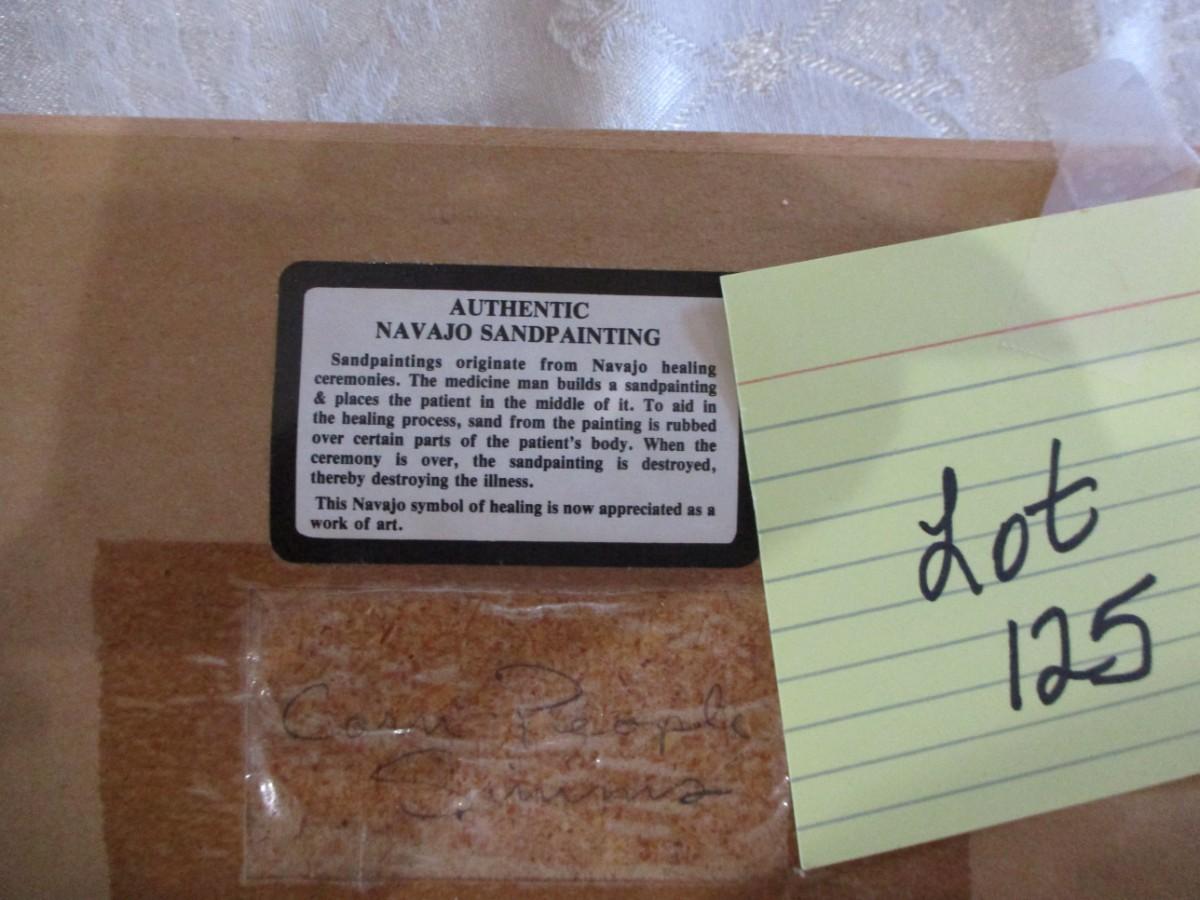 AUTHENTIC
NAVAJO SANDPAINTING
Sandpaintings originate from Navajo healing
ceremonies. The medicine man builds a sandpainting
& places the patient in the middle of it. To aid in
the healing process, sand from the painting is rubbed
over certain parts of the patient's body. When the
ceremony is over, the sandpainting is destroyed,
thereby destroying the illness.
This Navajo symbol of healing is now appreciated as a
work of art.
Corn People
Lot
125